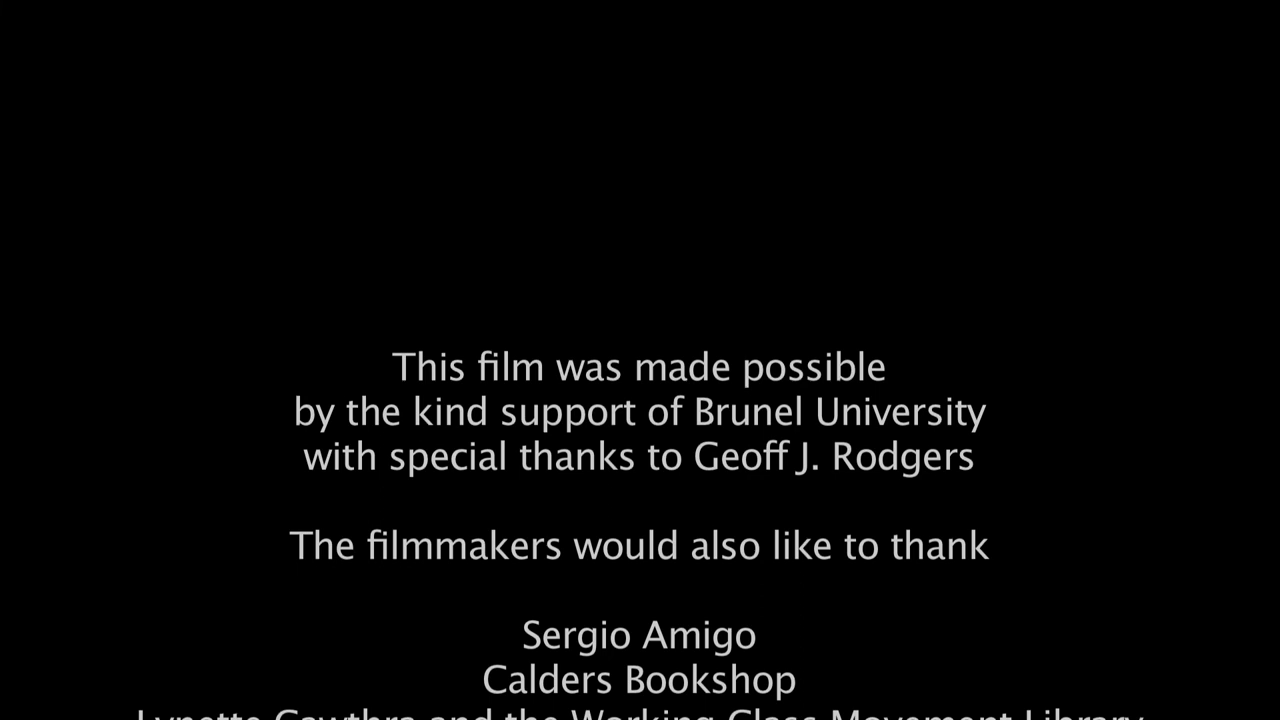 This film was made possible
by the kind support of Brunel University
with special thanks to Geoff J. Rodgers
The filmmakers would also like to thank
Sergio Amigo
Calders Bookshop
Lynette Cawthra and the Working Class Movement Library